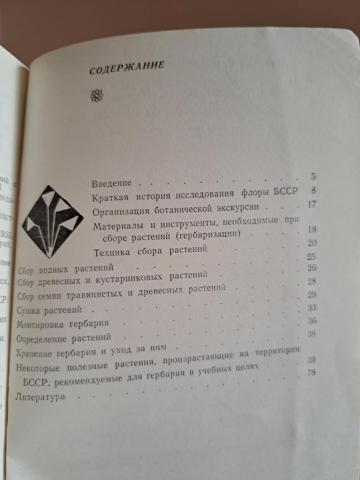 СОДЕРЖАНИЕ
Введение . . . . . . . . . 5
Краткая история исследования флоры БССР 8
Организация ботанической экскурсии . . . 17
Материалы и инструменты, необходимые при
сборе растений (гербаризации) . . . . 18
Техника сбора растений . . . . . . 20
Сбор водных растений . . . . . . . . 25
Сбор древесных и кустарниковых растений . . . 26
Сбор семян травянистых и древесных растений . . 28
Сушка растений . . . . . . . . . 29
Монтировка гербария . . . . . . . . 33
Определение растений . . . . . . . . 36
Хранение гербария и уход за ним . . . . . 38
Некоторые полезные растения, произрастающие на территории
БССР, рекомендуемые для гербария в учебных целях . 39
Литература . . . . . . . . . . 78